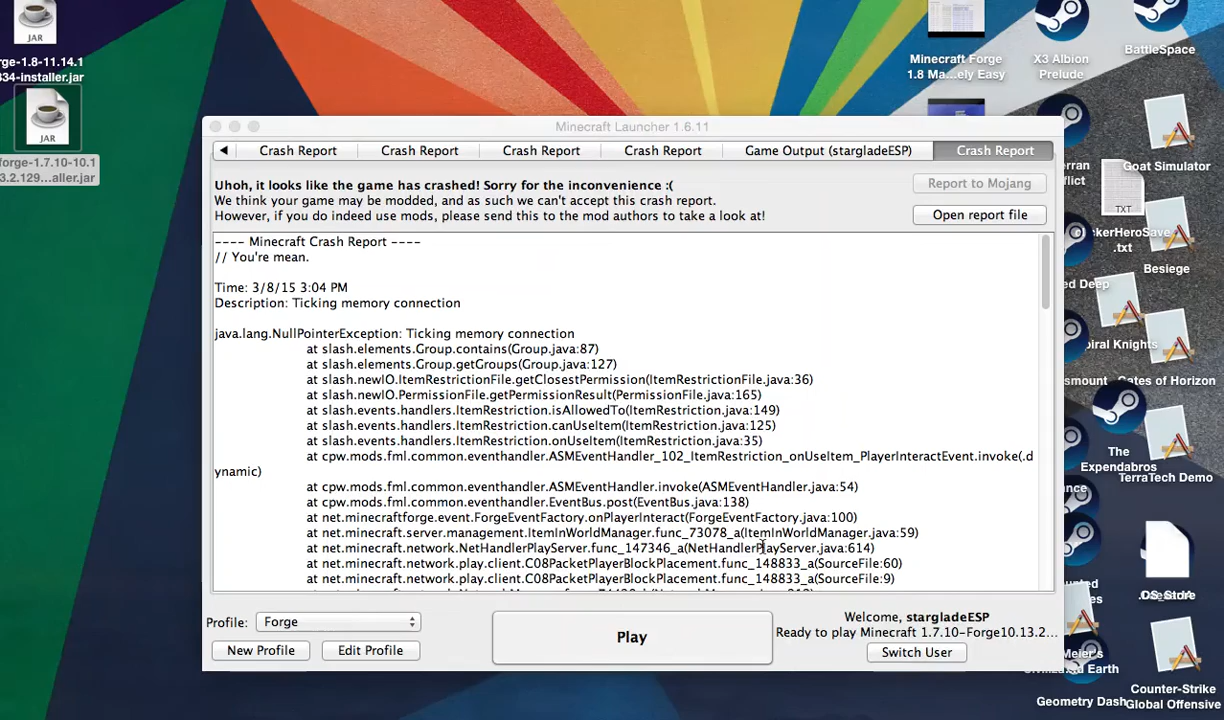 JAR
rge-1.8-11.14.1
334-installer.jar
JAR
forge-1.7.10-10.1
3.2.129...aller.jar
Minecraft Forge
1.8 Ma...ely Easy
X3 Albion
Prelude
BattleSpace
Goat Simulator
TXT
ckerHeroSave
.txt
Besiege
Minecraft Launcher 1.6.11
Crash Report
Crash Report
Crash Report
Crash Report
Game Output (stargladeESP)
Crash Report
Uhoh, it looks like the game has crashed! Sorry for the inconvenience :(
We think your game may be modded, and as such we can't accept this crash report.
However, if you do indeed use mods, please send this to the mod authors to take a look at!
Report to Mojang
Open report file
---- Minecraft Crash Report ----
// You're mean.
Time: 3/8/15 3:04 PM
Description: Ticking memory connection
java.lang.NullPointerException: Ticking memory connection
at slash.elements.Group.contains(Group.java:87)
at slash.elements.Group.getGroups(Group.java:127)
at slash.newIO.ItemRestrictionFile.getClosestPermission(ItemRestrictionFile.java:36)
at slash.newIO.PermissionFile.getPermissionResult(PermissionFile.java:165)
at slash.events.handlers.ItemRestriction.isAllowedTo(ItemRestriction.java:149)
at slash.events.handlers.ItemRestriction.canUseItem(ItemRestriction.java:125)
at slash.events.handlers.ItemRestriction.onUseItem(ItemRestriction.java:35)
at cpw.mods.fml.common.eventhandler.ASMEventHandler_102_ItemRestriction_onUseItem_PlayerInteractEvent.invoke(.d
ynamic)
at cpw.mods.fml.common.eventhandler.ASMEventHandler.invoke(ASMEventHandler.java:54)
at cpw.mods.fml.common.eventhandler.EventBus.post(EventBus.java:138)
at net.minecraftforge.event.ForgeEventFactory.onPlayerInteract(ForgeEventFactory.java:100)
at net.minecraft.server.management.ItemInWorldManager.func_73078_a(ItemInWorldManager.java:59)
at net.minecraft.network.NetHandlerPlayServer.func_147346_a(NetHandlerPlayServer.java:614)
at net.minecraft.network.play.client.C08PacketPlayerBlockPlacement.func_148833_a(SourceFile:60)
at net.minecraft.network.play.client.C08PacketPlayerBlockPlacement.func_148833_a(SourceFile:9)
Profile:
Forge
New Profile
Edit Profile
Play
Welcome, stargladeESP
Ready to play Minecraft 1.7.10-Forge10.13.2...
Switch User
rran
flict
ed Deep
piral Knights
smount
Gates of Horizon
The
Expendabros
TerraTech Demo
ance
Meier's
Earth
Geometry Dash
Counter-Strike
Global Offensive